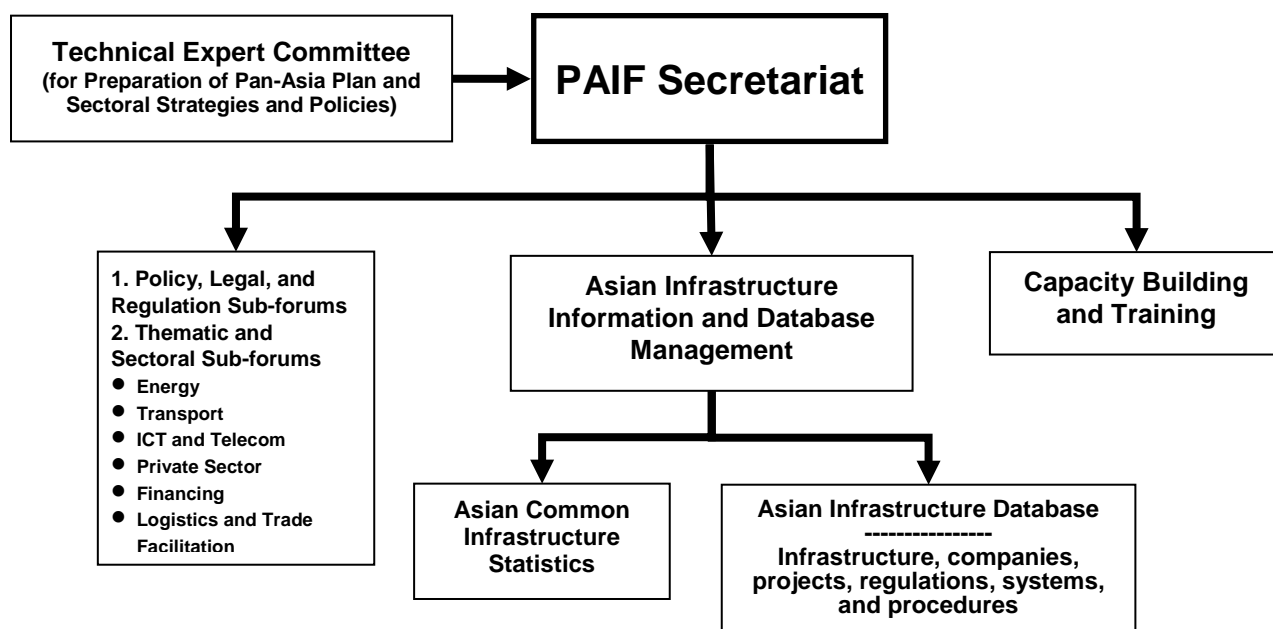 Technical Expert Committee
(for Preparation of Pan-Asia Plan and
Sectoral Strategies and Policies)
PAIF Secretariat
1. Policy, Legal, and
Regulation Sub-forums
2. Thematic and
Sectoral Sub-forums
● Energy
● Transport
● ICT and Telecom
● Private Sector
● Financing
● Logistics and Trade
Facilitation
Asian Infrastructure
Information and Database
Management
Capacity Building
and Training
Asian Common
Infrastructure
Statistics
Asian Infrastructure Database
----------------
Infrastructure, companies,
projects, regulations, systems,
and procedures